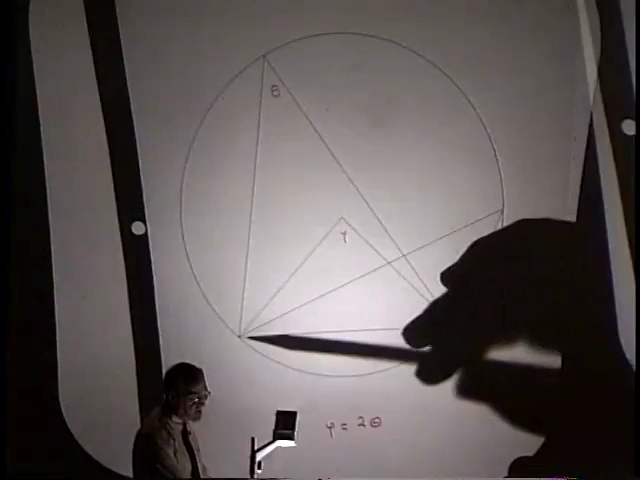 θ
φ
φ = 2θ